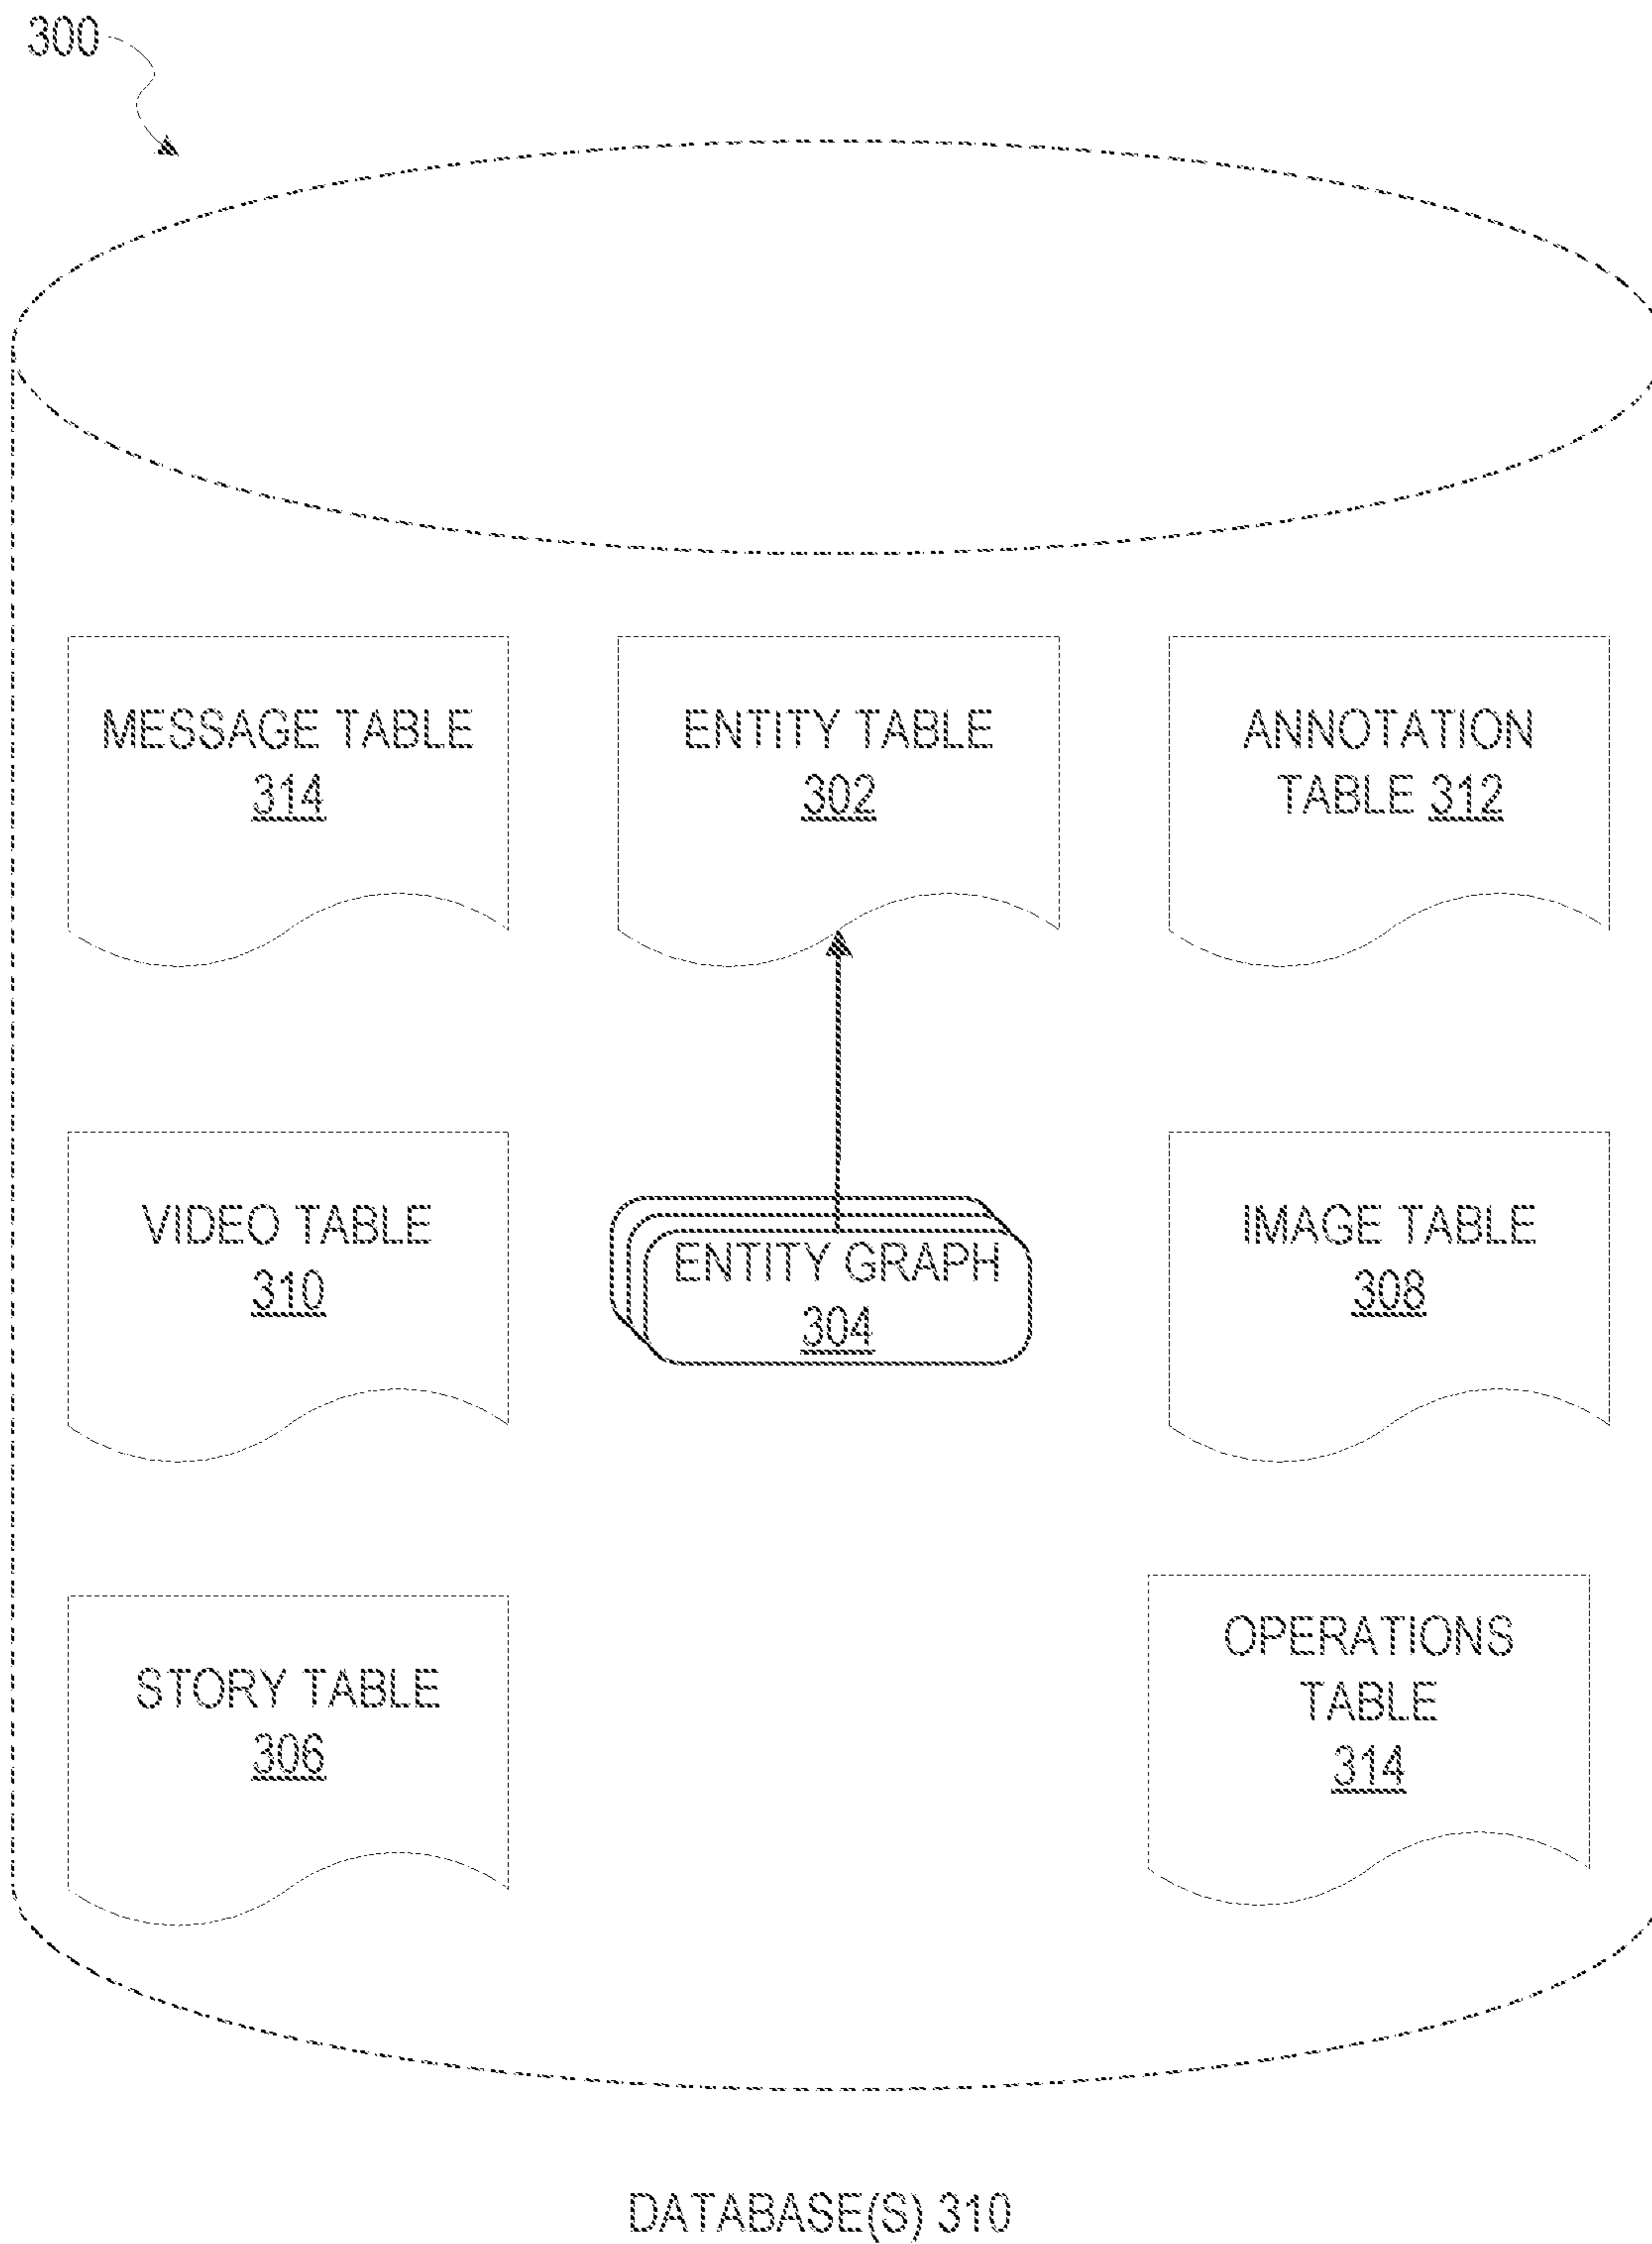 300
MESSAGE TABLE
314
ENTITY TABLE
302
ANNOTATION
TABLE 312
VIDEO TABLE
310
ENTITY GRAPH
304
IMAGE TABLE
308
STORY TABLE
306
OPERATIONS
TABLE
314
DATABASE(S) 310